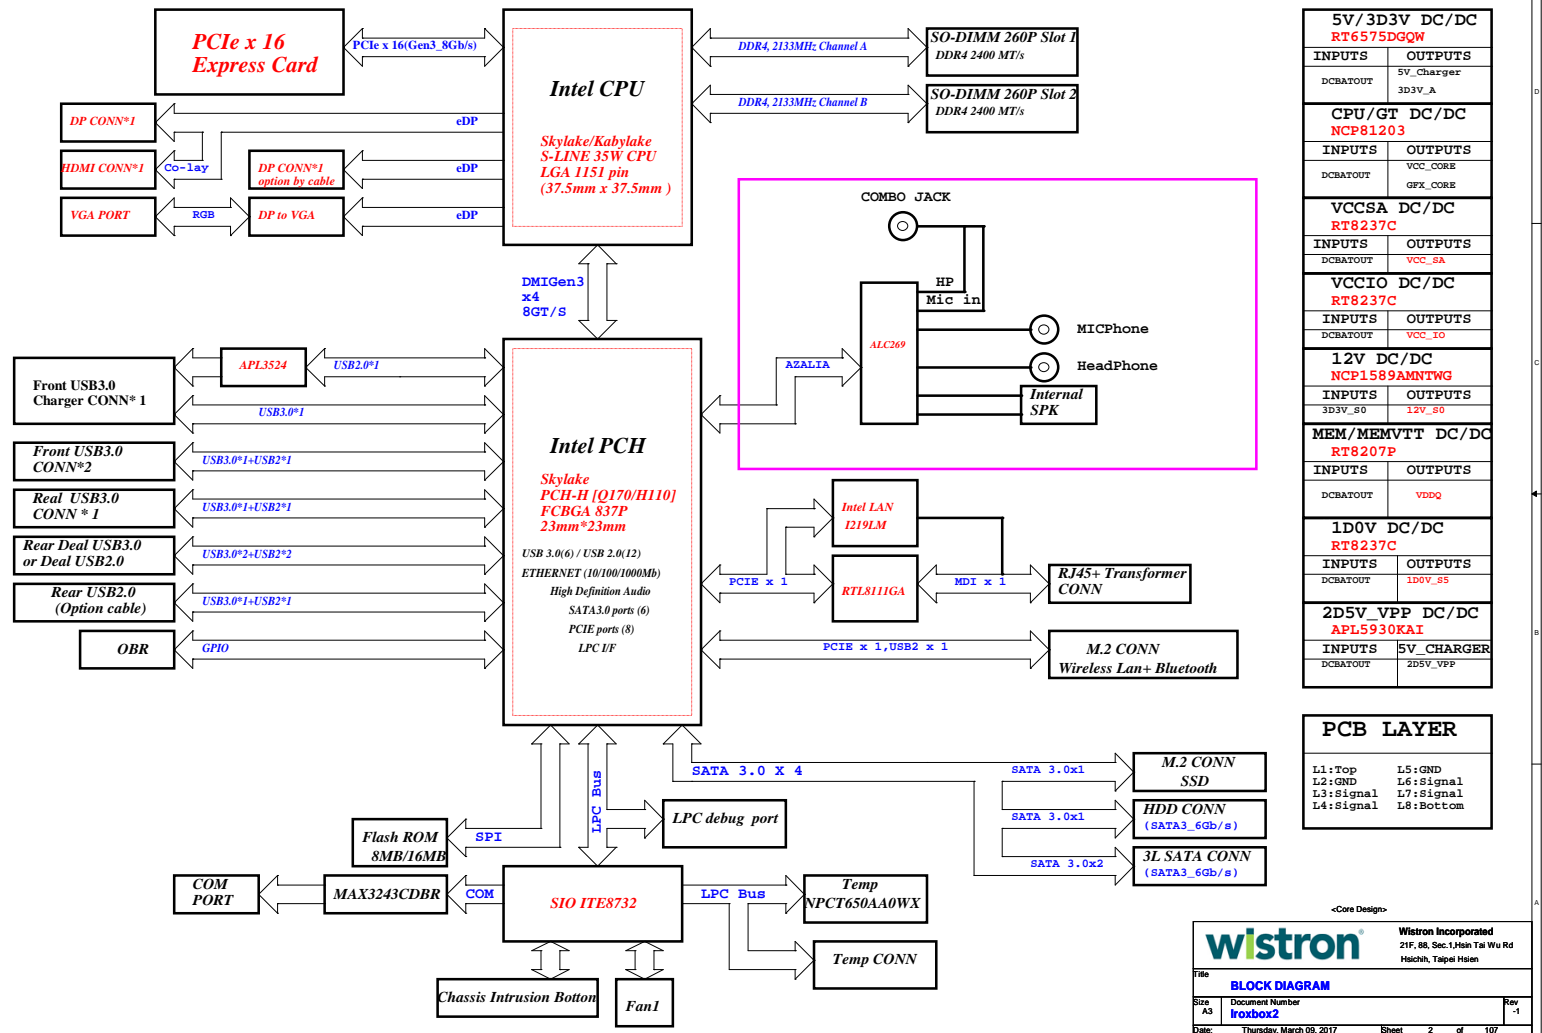 PCIe x 16
Express Card
PCIe x 16(Gen3_8Gb/s)
Intel CPU
Skylake/Kabylake
S-LINE 35W CPU
LGA 1151 pin
(37.5mm x 37.5mm )
DDR4, 2133MHz Channel A
SO-DIMM 260P Slot 1
DDR4 2400 MT/s
DDR4, 2133MHz Channel B
SO-DIMM 260P Slot 2
DDR4 2400 MT/s
DP CONN*1
eDP
HDMI CONN*1
Co-lay
DP CONN*1
option by cable
eDP
VGA PORT
RGB
DP to VGA
eDP
DMIGen3
x4
8GT/S
COMBO JACK
HP
Mic in
ALC269
MICPhone
HeadPhone
Internal
SPK
AZALIA
Front USB3.0
Charger CONN* 1
APL3524
USB2.0*1
USB3.0*1
Front USB3.0
CONN*2
USB3.0*1+USB2*1
Real  USB3.0
CONN * 1
USB3.0*1+USB2*1
Rear Deal USB3.0
or Deal USB2.0
USB3.0*2+USB2*2
Rear USB2.0
(Option cable)
USB3.0*1+USB2*1
OBR
GPIO
Intel PCH
Skylake
PCH-H [Q170/H110]
FCBGA 837P
23mm*23mm
USB 3.0(6) / USB 2.0(12)
ETHERNET (10/100/1000Mb)
High Definition Audio
SATA3.0 ports (6)
PCIE ports (8)
LPC I/F
Intel LAN
I219LM
PCIE x 1
RTL8111GA
MDI x 1
RJ45+ Transformer
CONN
PCIE x 1,USB2 x 1
M.2 CONN
Wireless Lan+ Bluetooth
SATA 3.0 X 4
SATA 3.0x1
M.2 CONN
SSD
SATA 3.0x1
HDD CONN
(SATA3_6Gb/s)
SATA 3.0x2
3L SATA CONN
(SATA3_6Gb/s)
LPC Bus
LPC debug  port
Flash ROM
8MB/16MB
SPI
COM
PORT
MAX3243CDBR
COM
SIO ITE8732
LPC Bus
Temp
NPCT650AA0WX
Temp CONN
Chassis Intrusion Botton
Fan1
5V/3D3V DC/DC
RT6575DGQW
INPUTS OUTPUTS
DCBATOUT 5V_Charger
3D3V_A
CPU/GT DC/DC
NCP81203
INPUTS OUTPUTS
DCBATOUT VCC_CORE
GFX_CORE
VCCSA DC/DC
RT8237C
INPUTS OUTPUTS
DCBATOUT VCC_SA
VCCIO DC/DC
RT8237C
INPUTS OUTPUTS
DCBATOUT VCC_IO
12V DC/DC
NCP1589AMNTWG
INPUTS OUTPUTS
3D3V_S0 12V_S0
MEM/MEMVTT DC/DC
RT8207P
INPUTS OUTPUTS
DCBATOUT VDDQ
1D0V DC/DC
RT8237C
INPUTS OUTPUTS
DCBATOUT 1D0V_S5
2D5V_VPP DC/DC
APL5930KAI
INPUTS 5V_CHARGER
DCBATOUT 2D5V_VPP
PCB LAYER
L1:Top L5:GND
L2:GND L6:Signal
L3:Signal L7:Signal
L4:Signal L8:Bottom
D
C
B
A
<Core Design>
wistron®
Wistron Incorporated
21F, 88, Sec.1,Hsin Tai Wu Rd
Hsichih, Taipei Hsien
Title
BLOCK DIAGRAM
Size
A3
Document Number
Iroxbox2
Rev
-1
Date: Thursday, March 09, 2017 Sheet 2 of 107